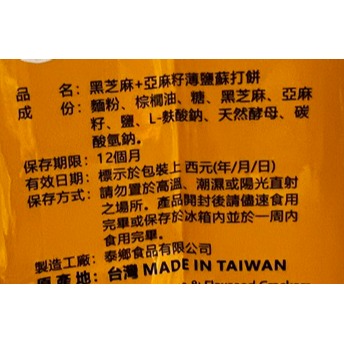 品 名：黑芝麻+亞麻籽薄鹽蘇打餅
成 份：麵粉、棕櫚油、糖、黑芝麻、亞麻
籽、鹽、L-麩酸鈉、天然酵母、碳
酸氫鈉。
保存期限：12個月
有效日期：標示於包裝上 西元(年/月/日)
保存方式：請勿置於高溫、潮濕或陽光直射
之場所。產品開封後請儘速食用
完畢或保存於冰箱內並於一周內
食用完畢。
製造工廠：泰鄉食品有限公司
原產地：台灣 MADE IN TAIWAN
& Flaxseed Crackers